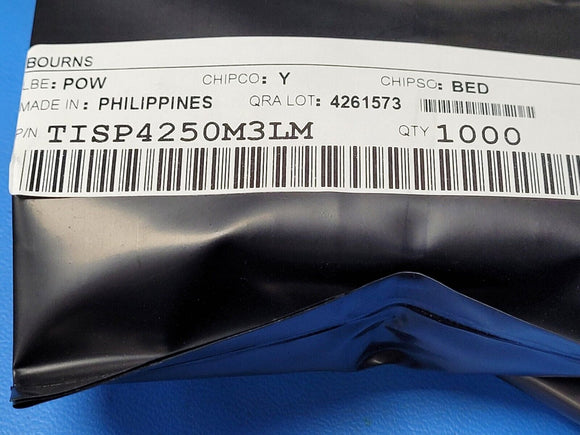 BOURNS
LBE: POW CHIPCO: Y CHIPSO: BED
MADE IN: PHILIPPINES QRA LOT: 4261573
P/N TISP4250M3LM QTY 1000